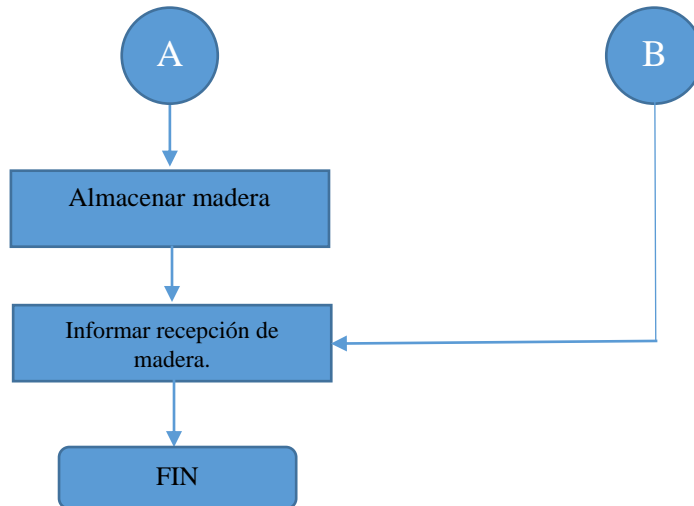 A
B
Almacenar madera
Informar recepción de
madera.
FIN